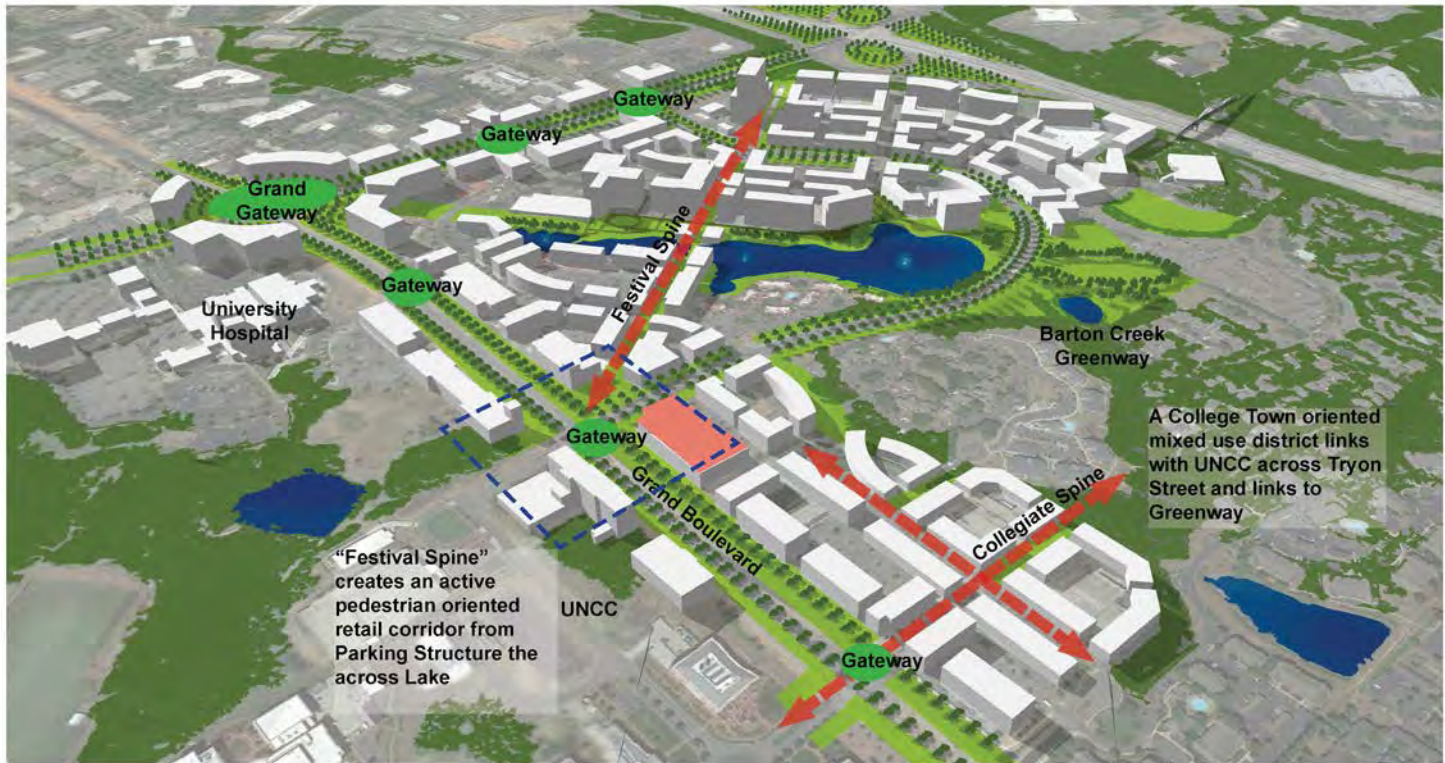 Gateway
Gateway
Grand
Gateway
Gateway
Festival Spine
University
Hospital
Barton Creek
Greenway
A College Town oriented
mixed use district links
with UNCC across Tryon
Street and links to
Greenway
Gateway
Grand Boulevard
Collegiate Spine
"Festival Spine"
creates an active
pedestrian oriented
retail corridor from
Parking Structure the
across Lake
UNCC
Gateway